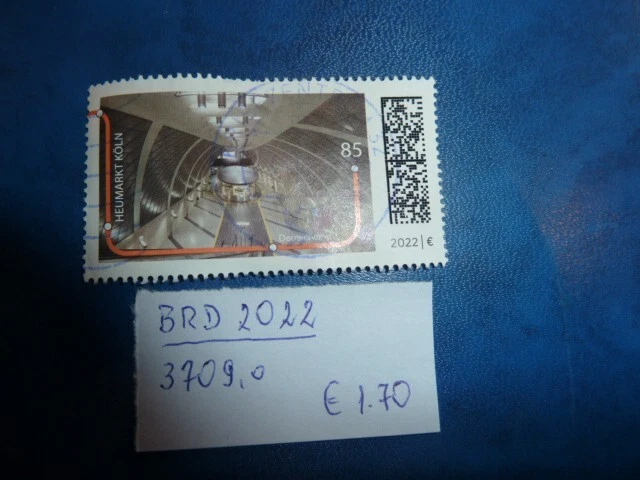 HEUMARKT KÖLN
85
2022 | €
BRD 2022
3709,0
€ 1.70